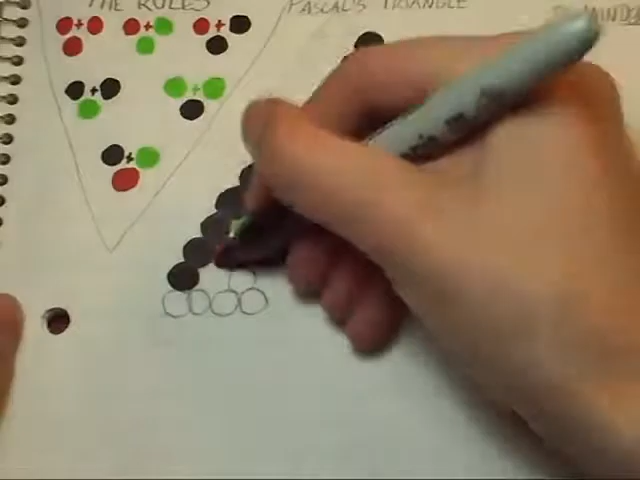 THE RULES
PASCAL'S TRIANGLE
+ + +
+ +
+